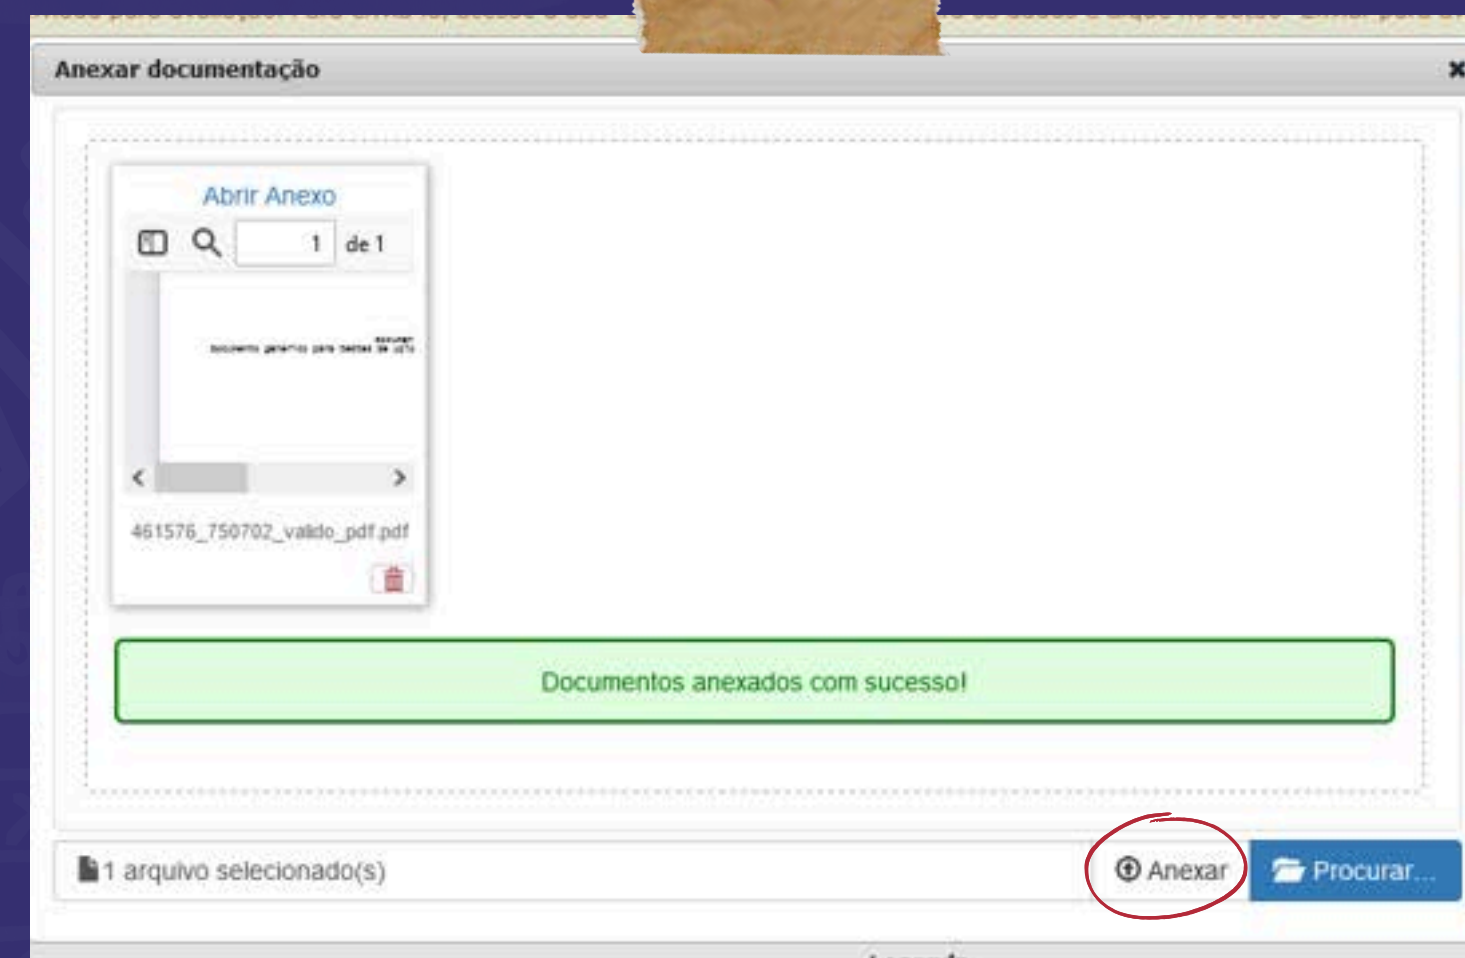 Anexar documentação
Abrir Anexo
1 de 1
461576_750702_valido_pdf.pdf
Documentos anexados com sucesso!
1 arquivo selecionado(s)
Anexar
Procurar...